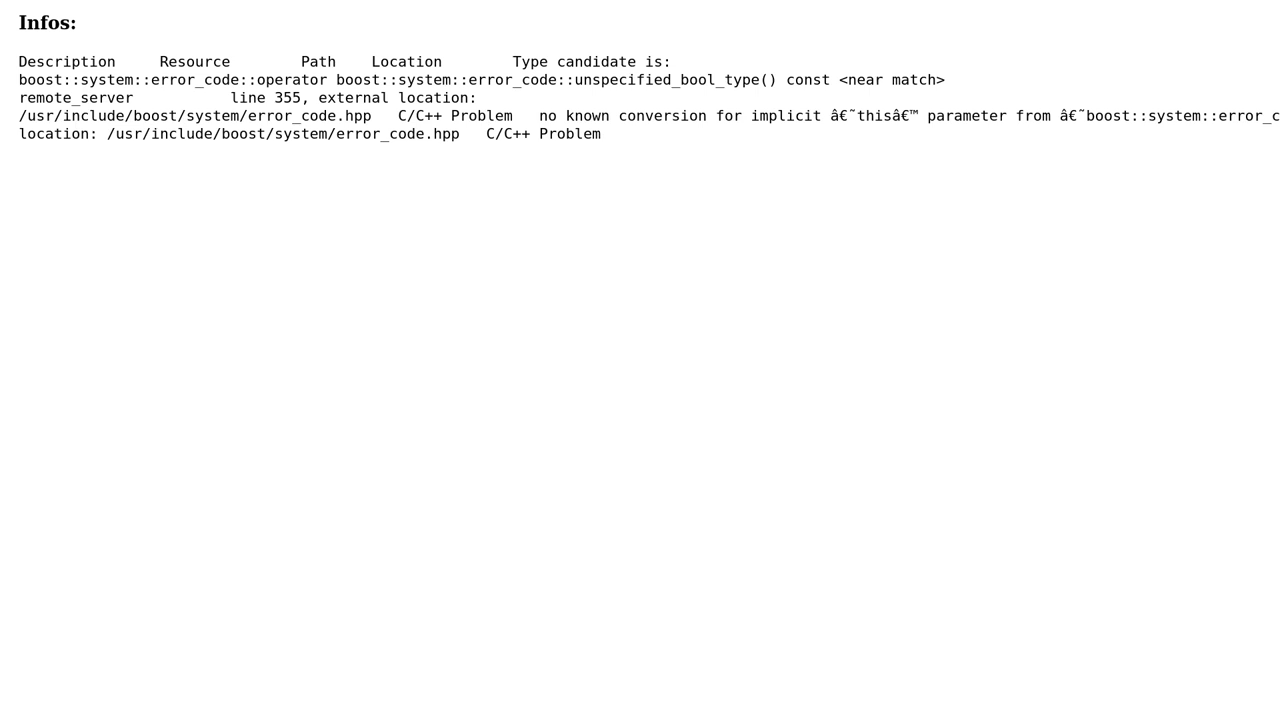 Infos:
Description     Resource        Path    Location        Type candidate is:
boost::system::error_code::operator boost::system::error_code::unspecified_bool_type() const <near match>
remote_server           line 355, external location:
/usr/include/boost/system/error_code.hpp   C/C++ Problem   no known conversion for implicit â€˜thisâ€™ parameter from â€˜boost::system::error_c
location: /usr/include/boost/system/error_code.hpp   C/C++ Problem